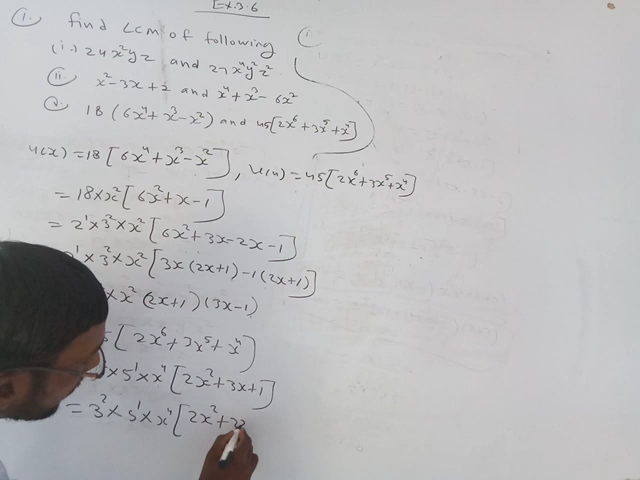 Ex.3.6
1. find LCM of following
(i.) 24x²yz and 27x⁴y²z²
(ii) x²-3x+2 and x⁴+x³-6x²
18(6x⁴+x³-x²) and 45[2x⁶+3x⁵+x⁴]
u(x)=18[6x⁴+x³-x²], u(x)=45[2x⁶+3x⁵+x⁴]
=18×x²[6x²+x-1]
=2¹×3²×x²[6x²+3x-2x-1]
¹×3²×x²[3x(2x+1)-1(2x+1)]
×x²(2x+1)(3x-1)
[2x⁶+3x⁵+x⁴]
×5¹×x⁴[2x²+3x+1]
=3²×5¹×x⁴[2x²+